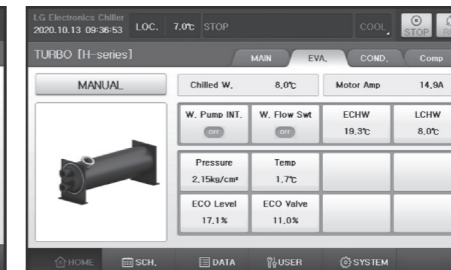 LG Electronics Chiller
2020.10.13 09:36:53 LOC. 7.0℃ STOP COOL STOP
TURBO [H-series] MAIN EVA. COND. Comp
MANUAL Chilled W. 8.0℃ Motor Amp 14.9A
W. Pump INT. W. Flow Swt ECHW LCHW
OFF OFF 19.3℃ 8.0℃
Pressure Temp
2.15kg/cm² 1.7℃
ECO Level ECO Valve
17.1% 11.0%
HOME SCH. DATA USER SYSTEM